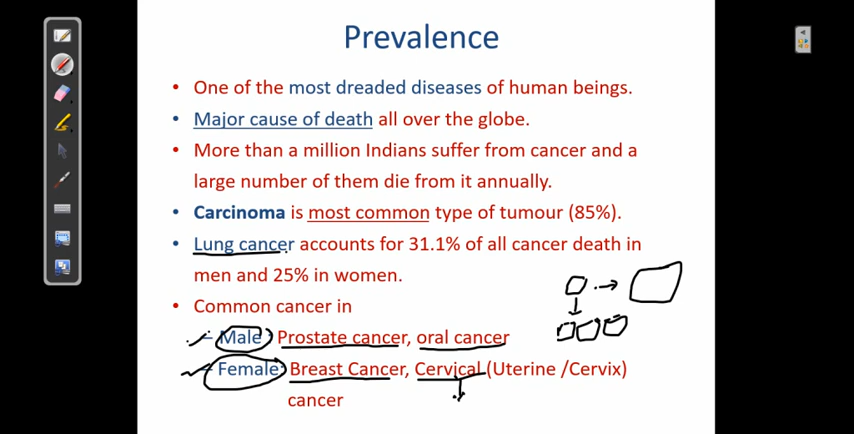 Prevalence
• One of the most dreaded diseases of human beings.
• Major cause of death all over the globe.
• More than a million Indians suffer from cancer and a
large number of them die from it annually.
• Carcinoma is most common type of tumour (85%).
• Lung cancer accounts for 31.1% of all cancer death in
men and 25% in women.
• Common cancer in
– Male: Prostate cancer, oral cancer
– Female: Breast Cancer, Cervical (Uterine /Cervix)
cancer